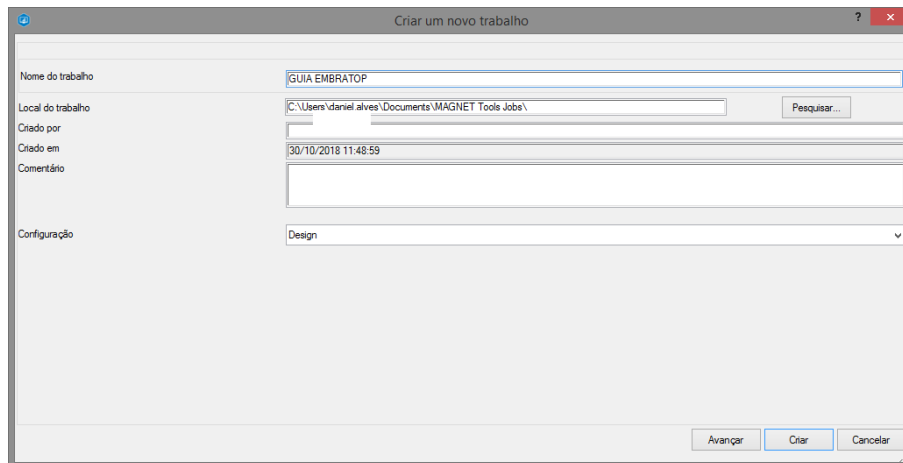 Criar um novo trabalho
?
Nome do trabalho
GUIA EMBRATOP
Local do trabalho
C:\Users\daniel.alves\Documents\MAGNET Tools Jobs\
Pesquisar...
Criado por
Criado em
30/10/2018 11:48:59
Comentário
Configuração
Design
Avançar
Criar
Cancelar